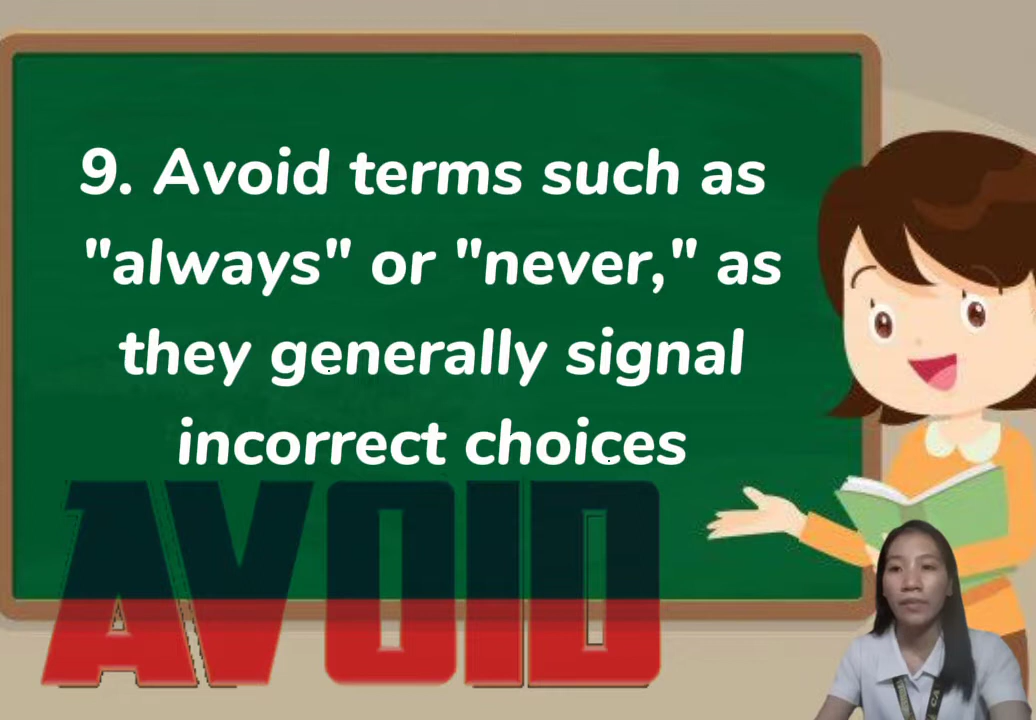 9. Avoid terms such as
"always" or "never," as
they generally signal
incorrect choices
AVOID